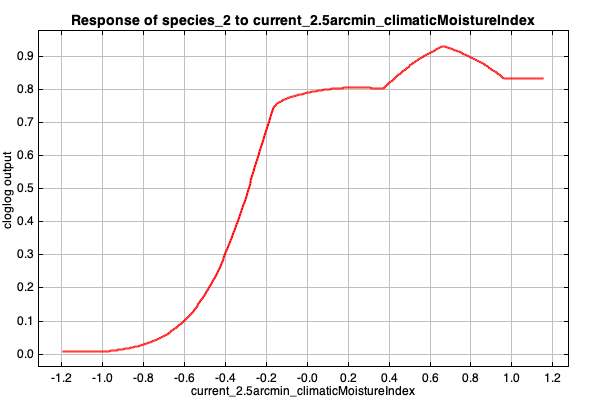 Response of species_2 to current_2.5arcmin_climaticMoistureIndex
0.9
0.8
0.7
0.6
0.5
0.4
0.3
0.2
0.1
0.0
cloglog output
-1.2 -1.0 -0.8 -0.6 -0.4 -0.2 -0.0 0.2 0.4 0.6 0.8 1.0 1.2
current_2.5arcmin_climaticMoistureIndex